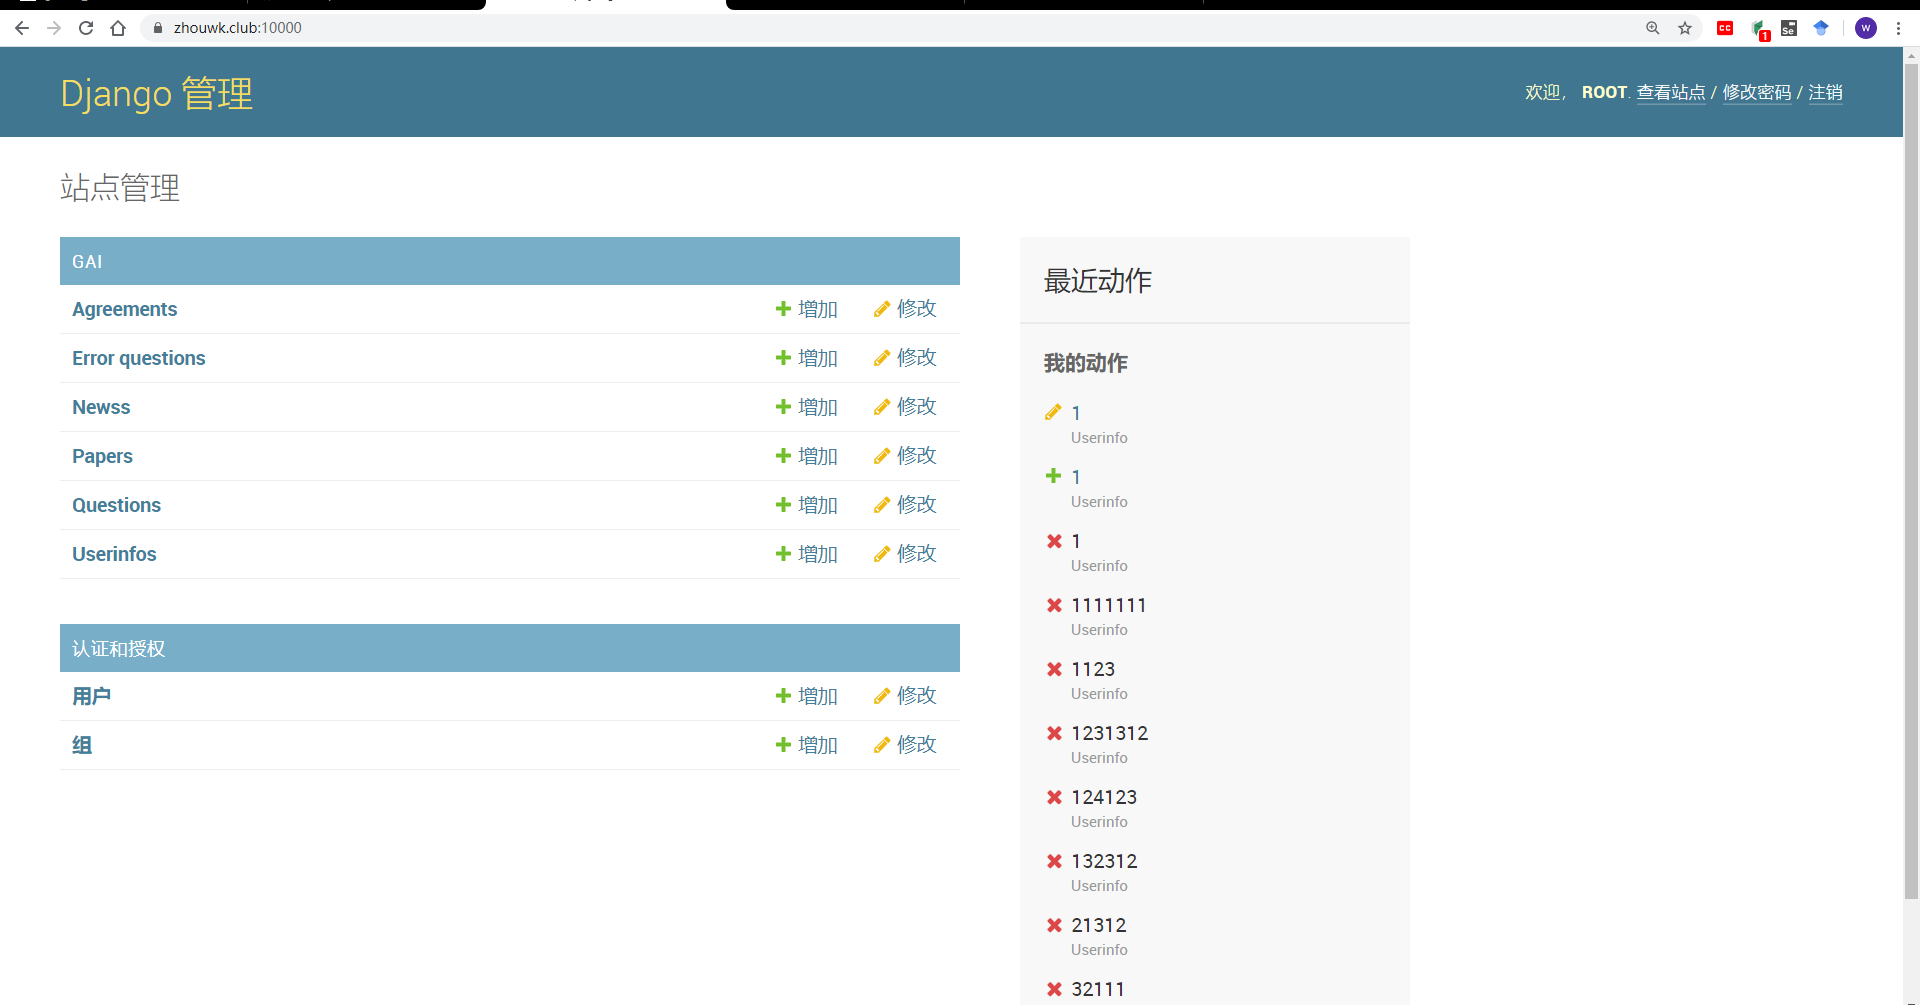 zhouwk.club:10000
CC
1
Se
W
Django 管理
欢迎， ROOT. 查看站点 / 修改密码 / 注销
站点管理
GAI
Agreements 增加 修改
Error questions 增加 修改
Newss 增加 修改
Papers 增加 修改
Questions 增加 修改
Userinfos 增加 修改
认证和授权
用户 增加 修改
组 增加 修改
最近动作
我的动作
1
Userinfo
1
Userinfo
1
Userinfo
1111111
Userinfo
1123
Userinfo
1231312
Userinfo
124123
Userinfo
132312
Userinfo
21312
Userinfo
32111